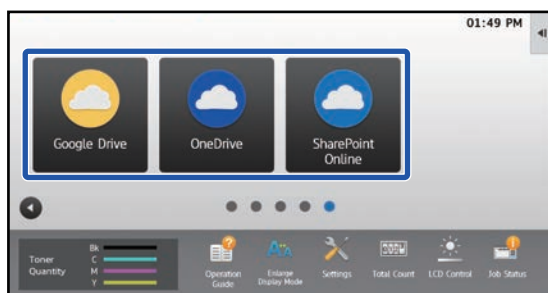 01:49 PM
Google Drive
OneDrive
SharePoint
Online
Toner
Quantity
Bk
C
M
Y
Operation
Guide
Enlarge
Display Mode
Settings
Total Count
LCD Control
Job Status